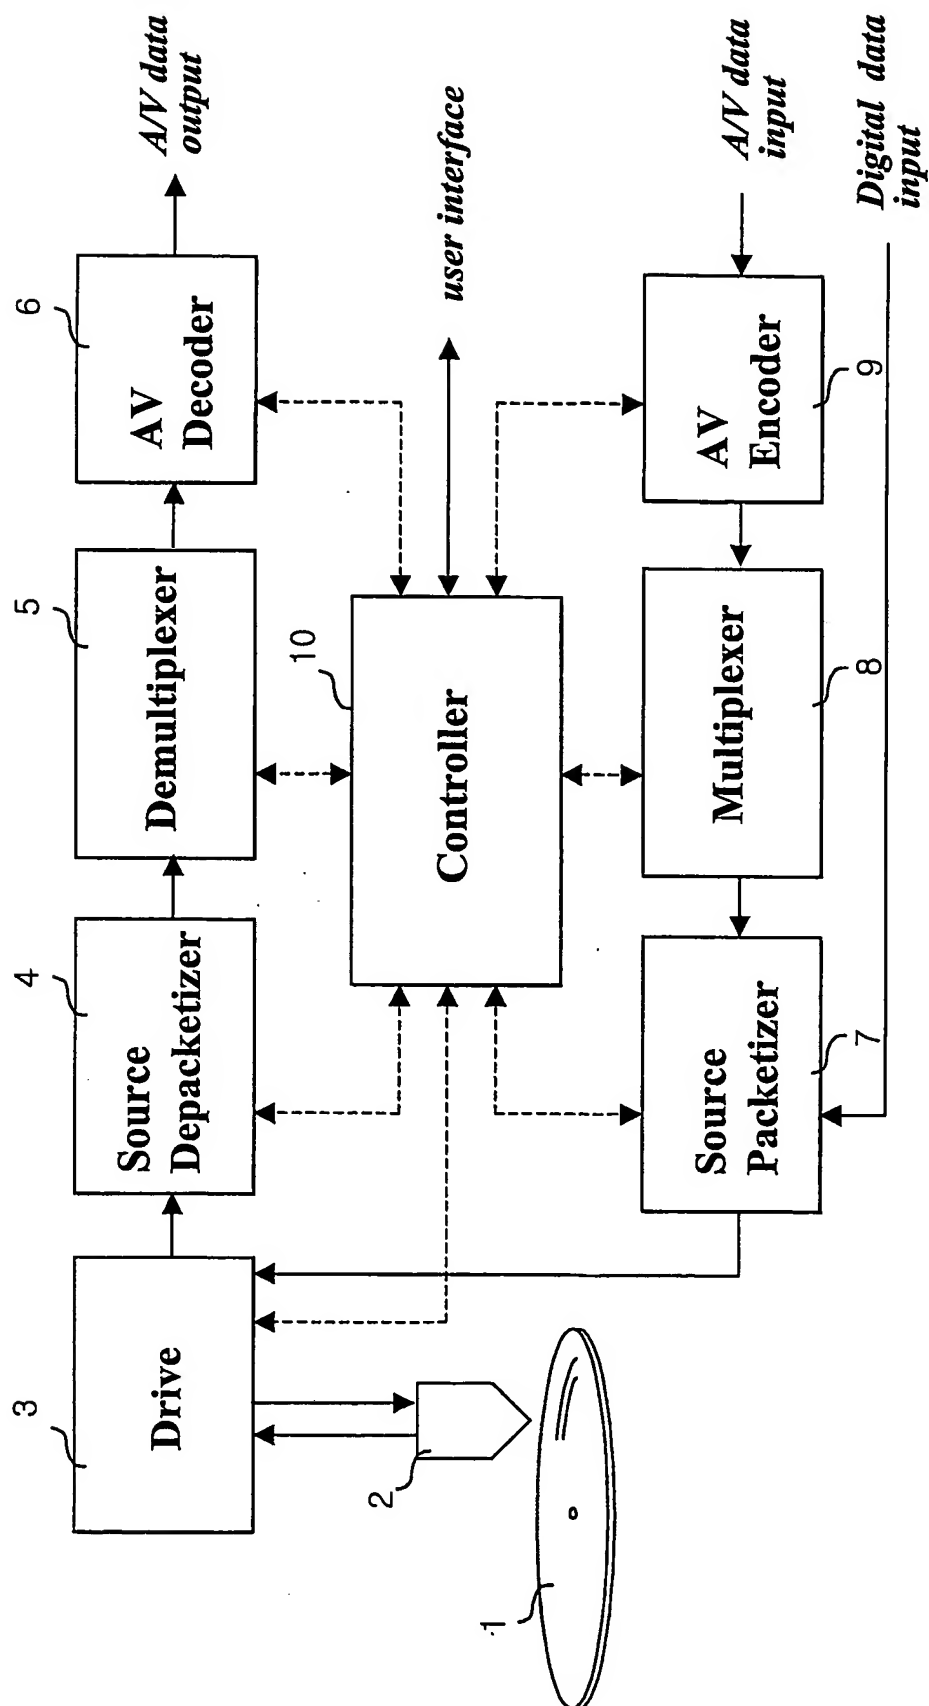 3
Drive
4
Source
Depacketizer
5
Demultiplexer
6
AV
Decoder
A/V data
output
2
1
10
Controller
user interface
Source
Packetizer
7
Multiplexer
8
AV
Encoder
9
A/V data
input
Digital data
input